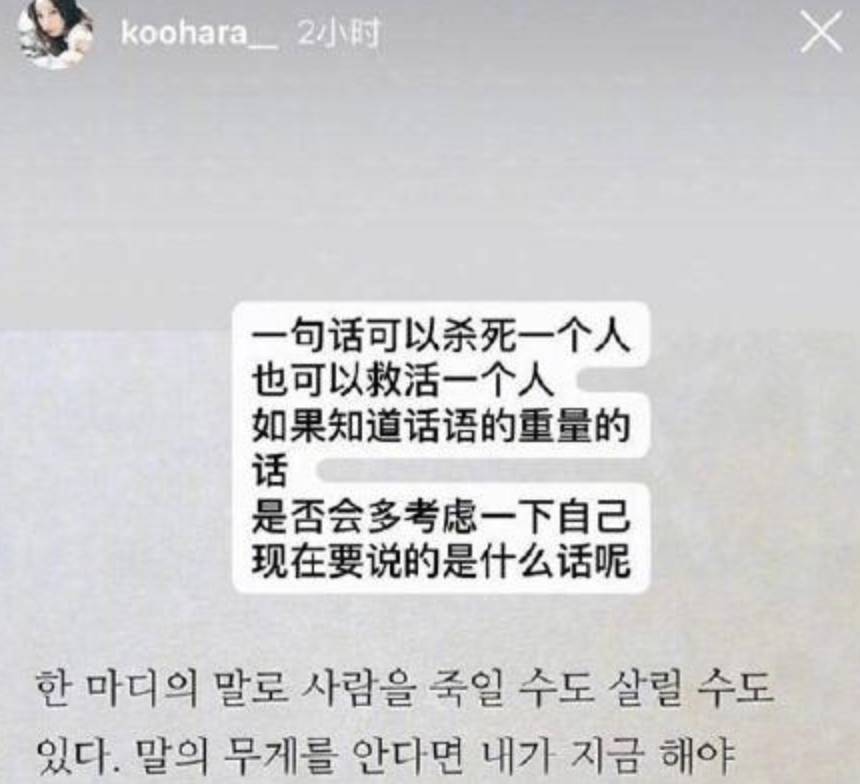 koohara__ 2小时
一句话可以杀死一个人
也可以救活一个人
如果知道话语的重量的
话
是否会多考虑一下自己
现在要说的是什么话呢
한 마디의 말로 사람을 죽일 수도 살릴 수도
있다. 말의 무게를 안다면 내가 지금 해야